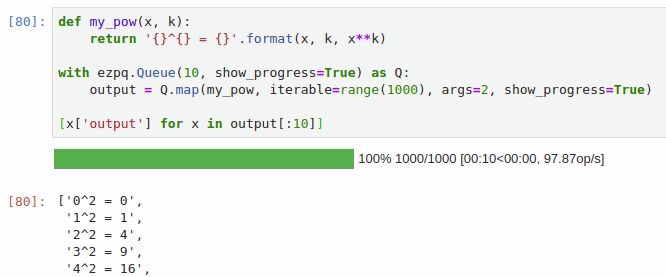 [80]: def my_pow(x, k):
    return '{}^{} = {}'.format(x, k, x**k)
with ezpq.Queue(10, show_progress=True) as Q:
    output = Q.map(my_pow, iterable=range(1000), args=2, show_progress=True)
[x['output'] for x in output[:10]]
100% 1000/1000 [00:10<00:00, 97.87op/s]
[80]: ['0^2 = 0',
'1^2 = 1',
'2^2 = 4',
'3^2 = 9',
'4^2 = 16',